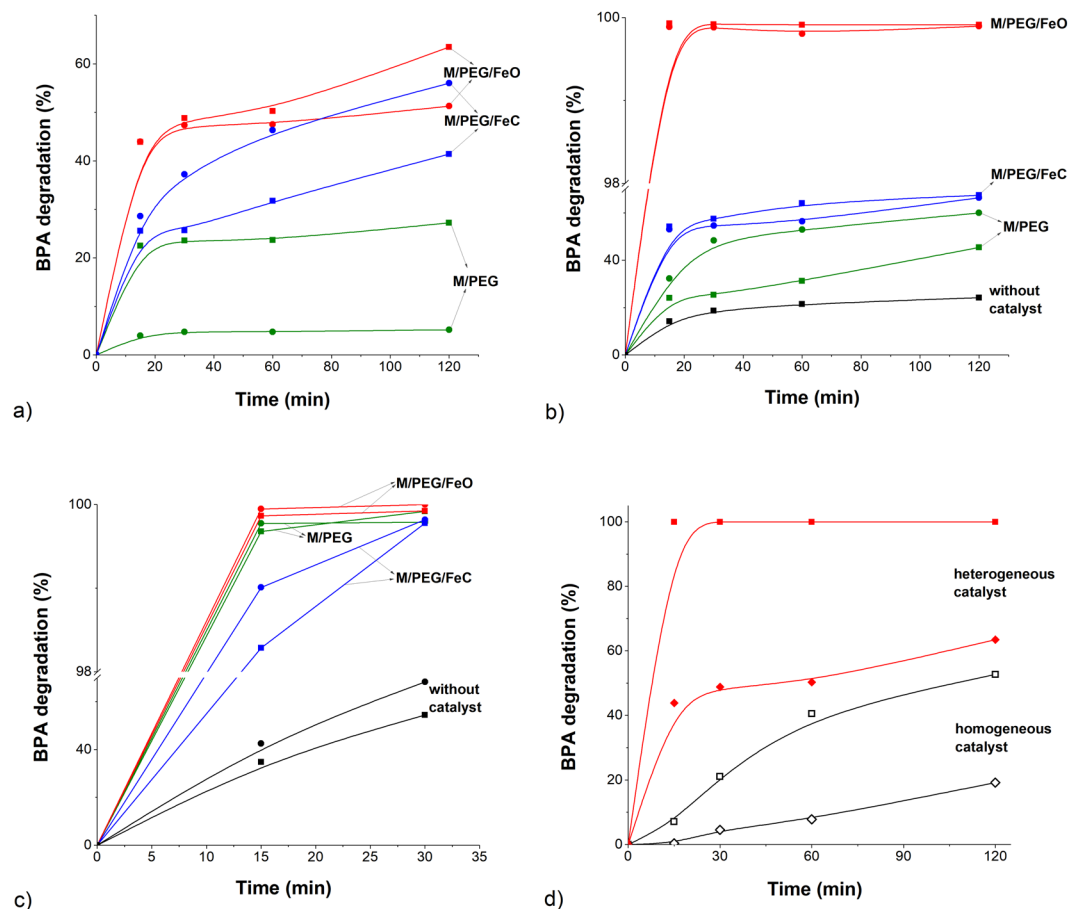 60
40
20
0
0
20
40
60
80
100
120
BPA degradation (%)
Time (min)
M/PEG/FeO
M/PEG/FeC
M/PEG
a)
100
98
40
0
0
20
40
60
80
100
120
BPA degradation (%)
Time (min)
M/PEG/FeO
M/PEG/FeC
M/PEG
without
catalyst
b)
100
98
40
0
0
5
10
15
20
25
30
35
BPA degradation (%)
Time (min)
M/PEG/FeO
M/PEG
M/PEG/FeC
without
catalyst
c)
100
80
60
40
20
0
0
30
60
90
120
BPA degradation (%)
Time (min)
heterogeneous
catalyst
homogeneous
catalyst
d)